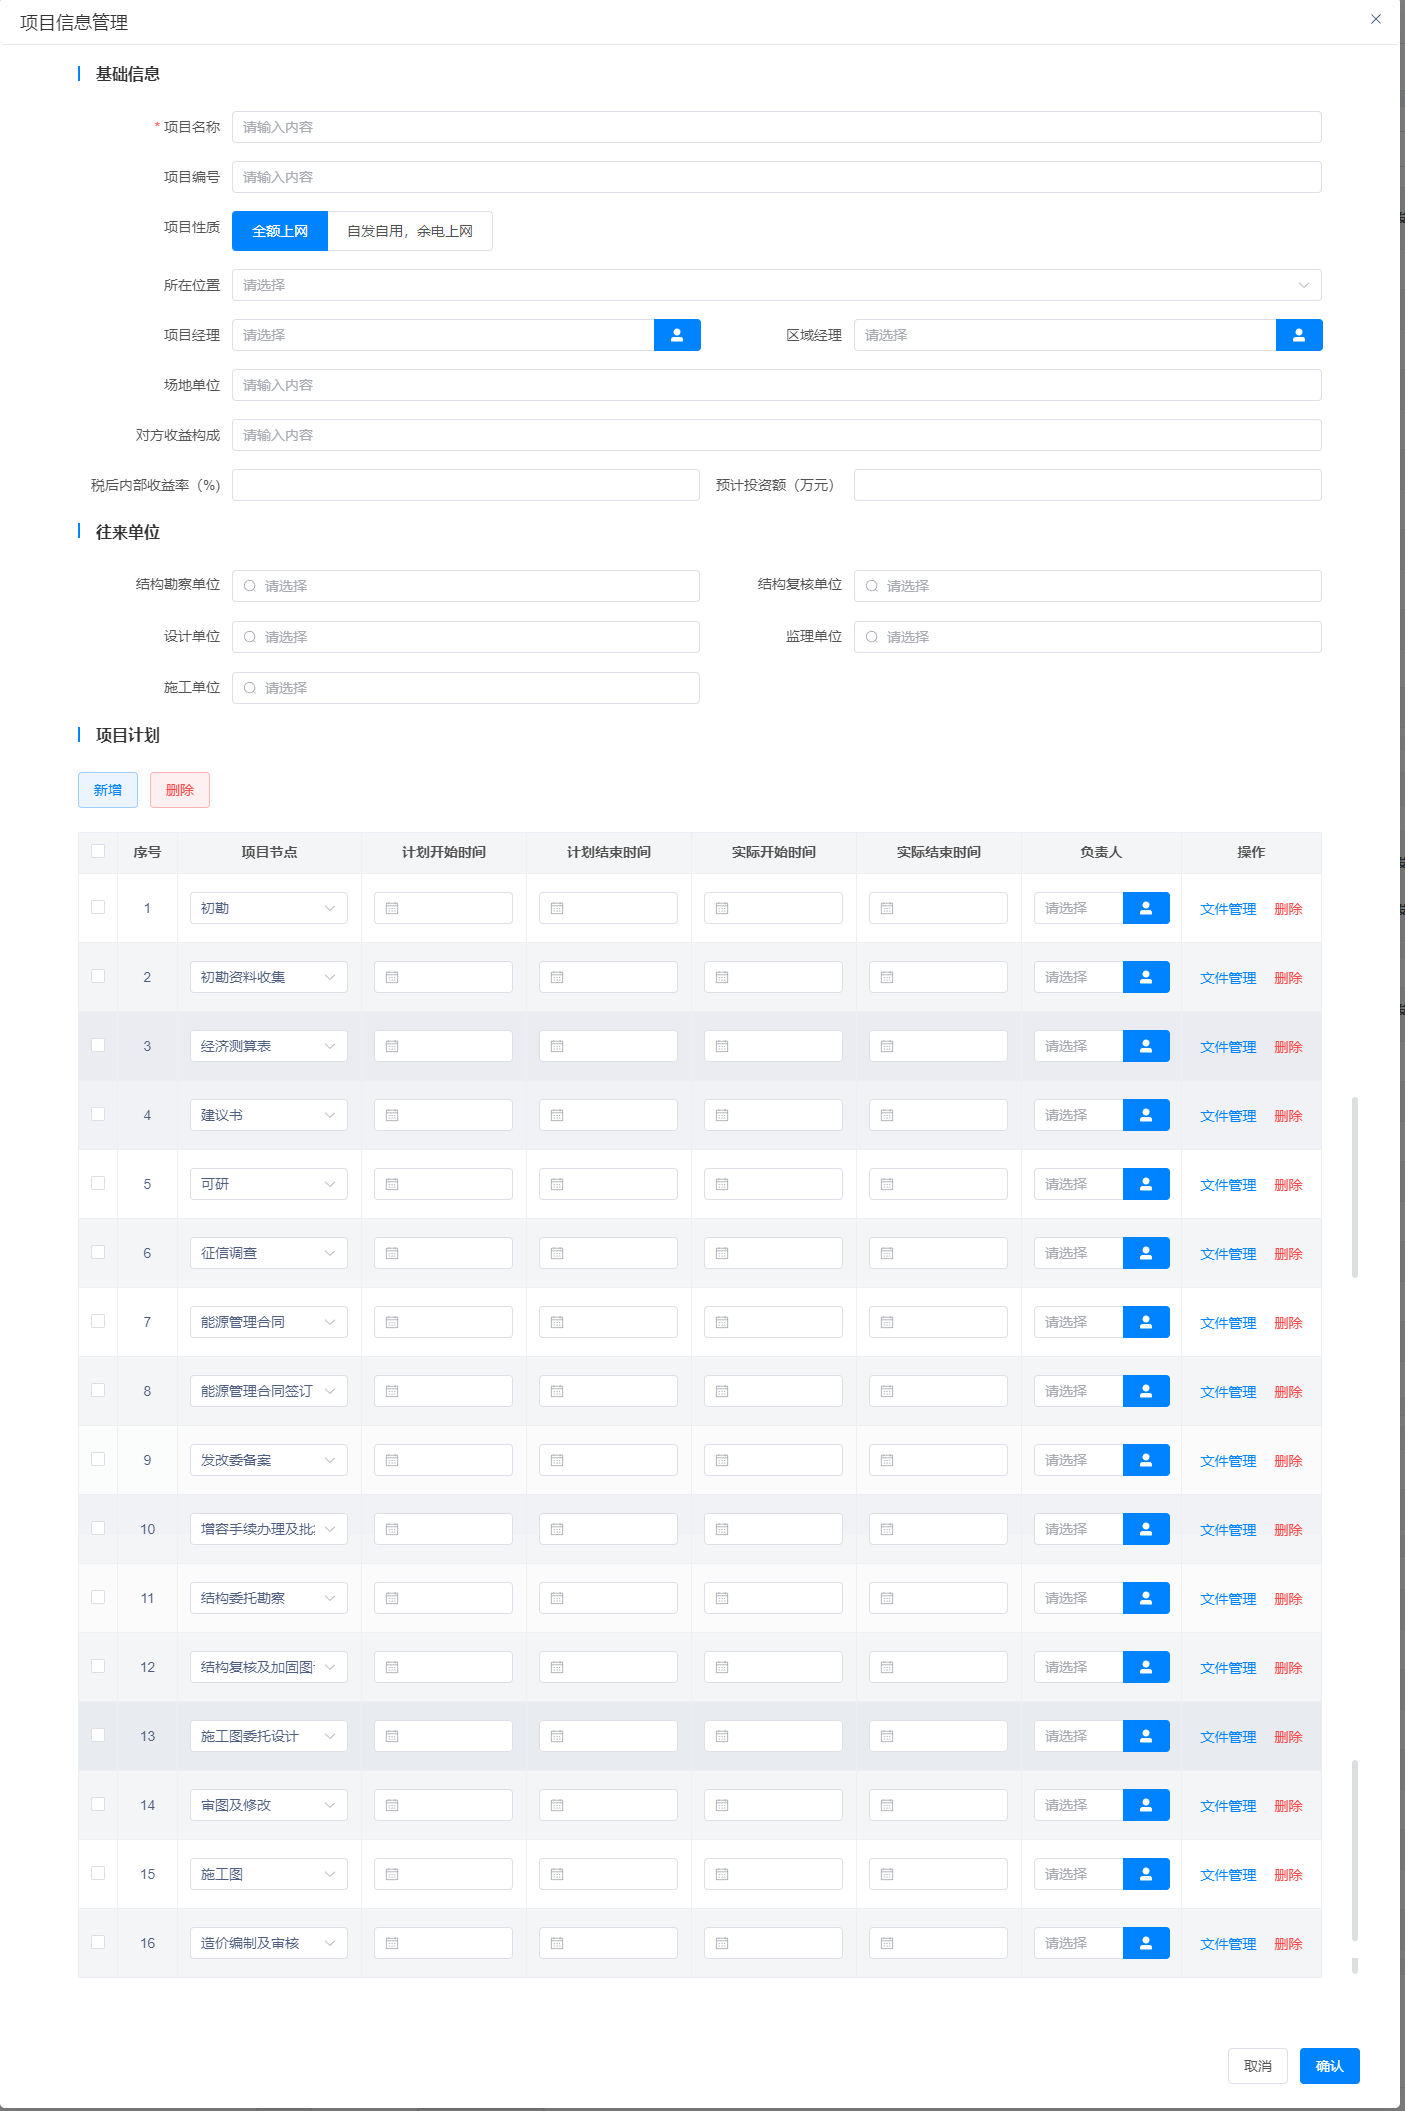 项目信息管理
基础信息
* 项目名称 请输入内容
项目编号 请输入内容
项目性质 全额上网 自发自用，余电上网
所在位置 请选择
项目经理 请选择 区域经理 请选择
场地单位 请输入内容
对方收益构成 请输入内容
税后内部收益率（%） 预计投资额（万元）
往来单位
结构勘察单位 请选择 结构复核单位 请选择
设计单位 请选择 监理单位 请选择
施工单位 请选择
项目计划
新增 删除
序号 项目节点 计划开始时间 计划结束时间 实际开始时间 实际结束时间 负责人 操作
1 初勘 请选择 文件管理 删除
2 初勘资料收集 请选择 文件管理 删除
3 经济测算表 请选择 文件管理 删除
4 建议书 请选择 文件管理 删除
5 可研 请选择 文件管理 删除
6 征信调查 请选择 文件管理 删除
7 能源管理合同 请选择 文件管理 删除
8 能源管理合同签订 请选择 文件管理 删除
9 发改委备案 请选择 文件管理 删除
10 增容手续办理及批 请选择 文件管理 删除
11 结构委托勘察 请选择 文件管理 删除
12 结构复核及加固图 请选择 文件管理 删除
13 施工图委托设计 请选择 文件管理 删除
14 审图及修改 请选择 文件管理 删除
15 施工图 请选择 文件管理 删除
16 造价编制及审核 请选择 文件管理 删除
取消 确认